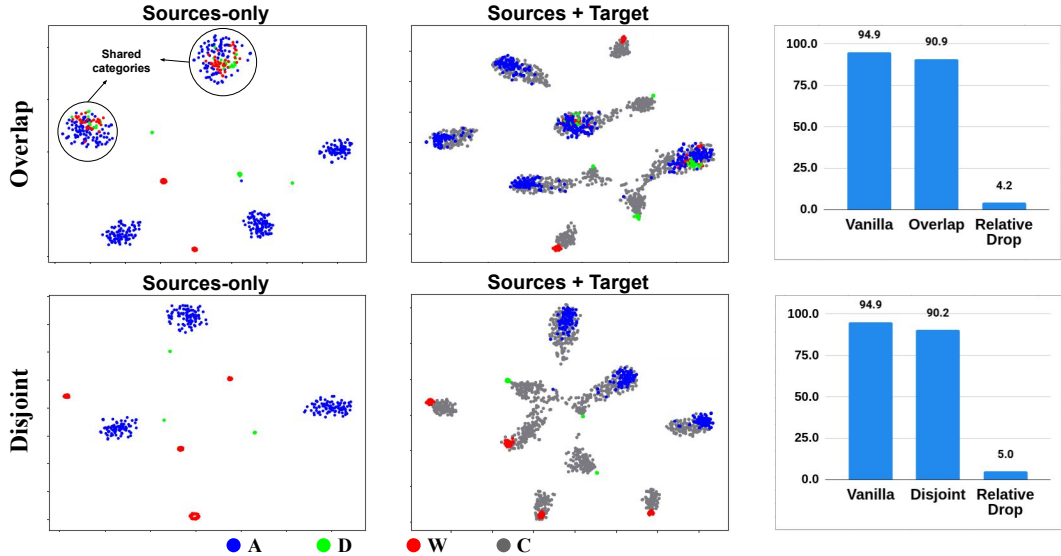 Sources-only
Sources + Target
Overlap
Shared
categories
94.9
90.9
100.0
75.0
50.0
25.0
4.2
0.0
Vanilla
Overlap
Relative
Drop
Sources-only
Sources + Target
Disjoint
94.9
90.2
100.0
75.0
50.0
25.0
5.0
0.0
Vanilla
Disjoint
Relative
Drop
A
D
W
C